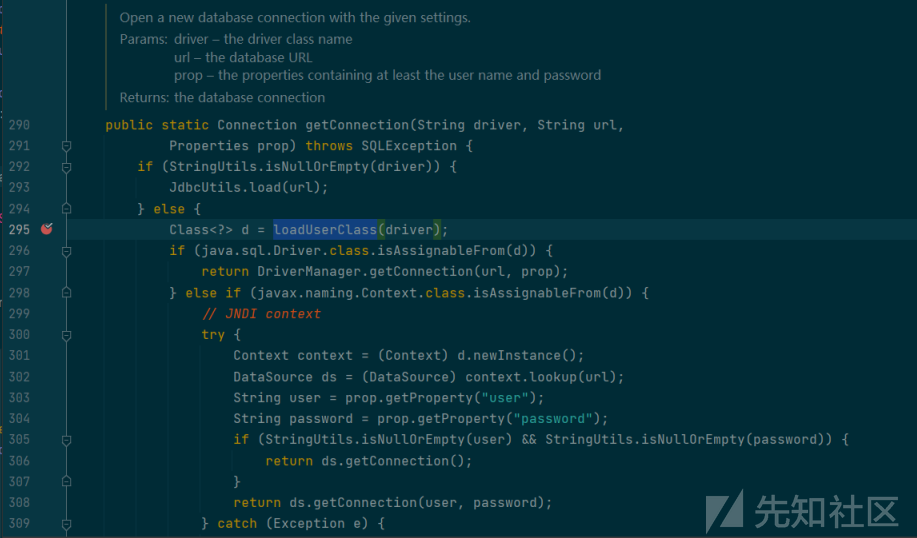 Open a new database connection with the given settings.
Params: driver – the driver class name
url – the database URL
prop – the properties containing at least the user name and password
Returns: the database connection
290 public static Connection getConnection(String driver, String url,
291 Properties prop) throws SQLException {
292 if (StringUtils.isNullOrEmpty(driver)) {
293 JdbcUtils.load(url);
294 } else {
295 Class<?> d = loadUserClass(driver);
296 if (java.sql.Driver.class.isAssignableFrom(d)) {
297 return DriverManager.getConnection(url, prop);
298 } else if (javax.naming.Context.class.isAssignableFrom(d)) {
299 // JNDI context
300 try {
301 Context context = (Context) d.newInstance();
302 DataSource ds = (DataSource) context.lookup(url);
303 String user = prop.getProperty("user");
304 String password = prop.getProperty("password");
305 if (StringUtils.isNullOrEmpty(user) && StringUtils.isNullOrEmpty(password)) {
306 return ds.getConnection();
307 }
308 return ds.getConnection(user, password);
309 } catch (Exception e) {
先知社区